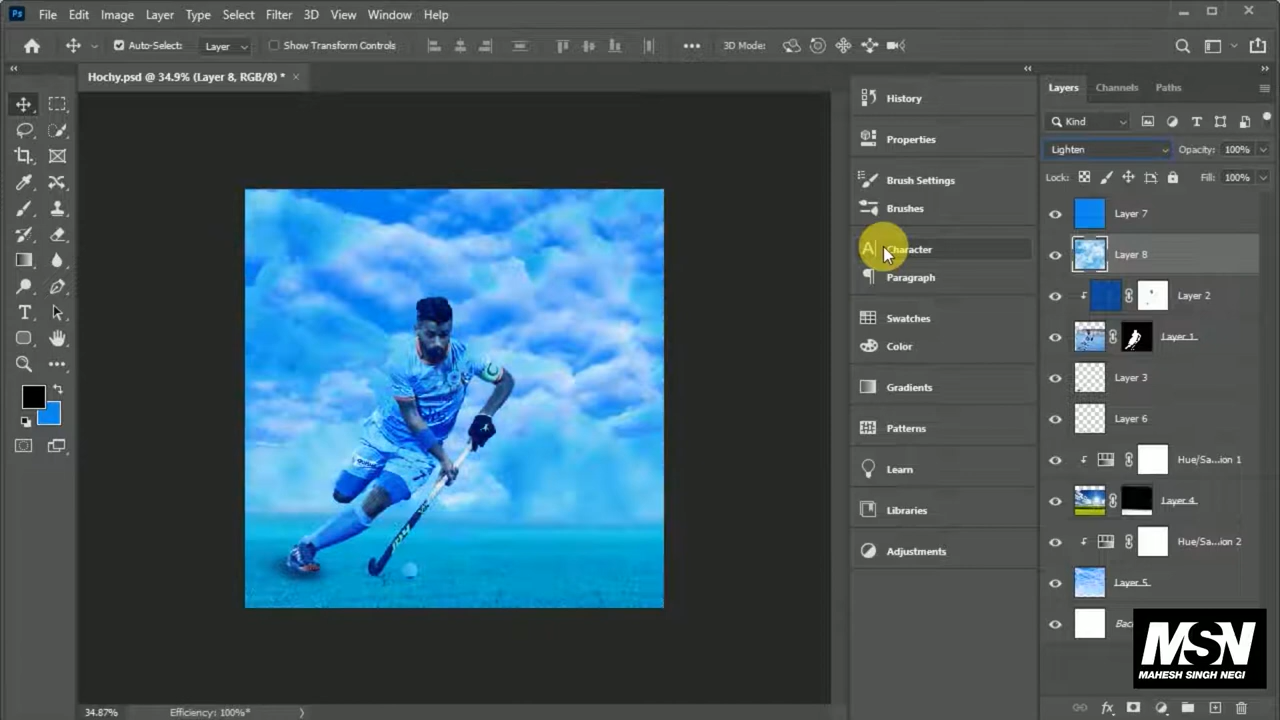 Ps File Edit Image Layer Type Select Filter 3D View Window Help
Auto-Select: Layer Show Transform Controls 3D Mode:
Hochy.psd @ 34.9% (Layer 8, RGB/8) *
History
Properties
Brush Settings
Brushes
Character
Paragraph
Swatches
Color
Gradients
Patterns
Learn
Libraries
Adjustments
Layers Channels Paths
Kind
Lighten Opacity: 100%
Lock: Fill: 100%
Layer 7
Layer 8
Layer 2
Layer 1
Layer 3
Layer 6
Hue/Sa...ion 1
Layer 4
Hue/Sa...ion 2
Layer 5
MSN
MAHESH SINGH NEGI
34.87% Efficiency: 100%*